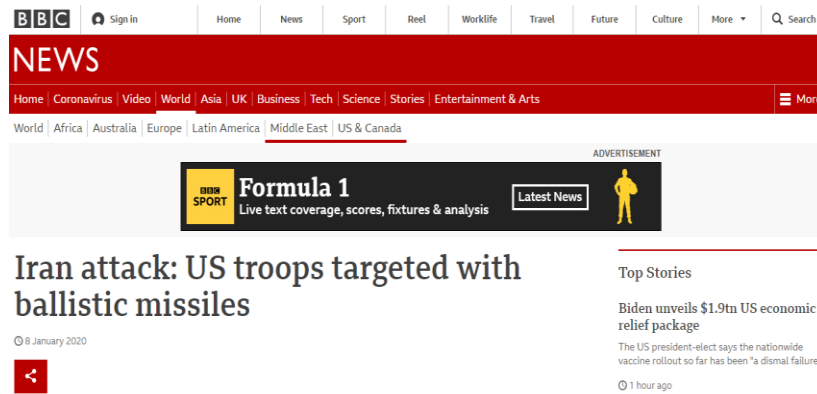 BBC Sign in Home News Sport Reel Worklife Travel Future Culture More Search
NEWS
Home Coronavirus Video World Asia UK Business Tech Science Stories Entertainment & Arts
World Africa Australia Europe Latin America Middle East US & Canada
ADVERTISEMENT
BBC
SPORT
Formula 1
Live text coverage, scores, fixtures & analysis
Latest News
Iran attack: US troops targeted with
ballistic missiles
8 January 2020
Top Stories
Biden unveils $1.9tn US economic
relief package
The US president-elect says the nationwide
vaccine rollout so far has been "a dismal failure
1 hour ago